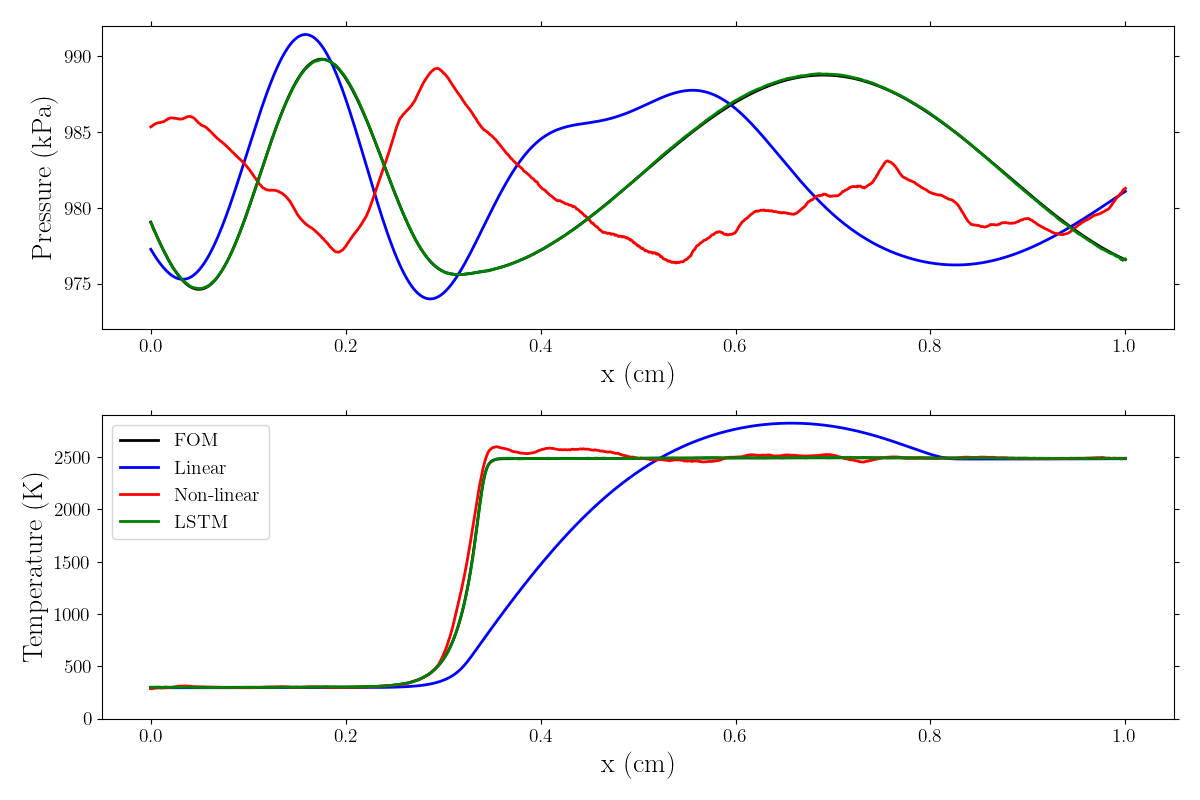 990
985
980
975
Pressure (kPa)
0.0 0.2 0.4 0.6 0.8 1.0
x (cm)
2500
2000
1500
1000
500
0
Temperature (K)
FOM
Linear
Non-linear
LSTM
0.0 0.2 0.4 0.6 0.8 1.0
x (cm)